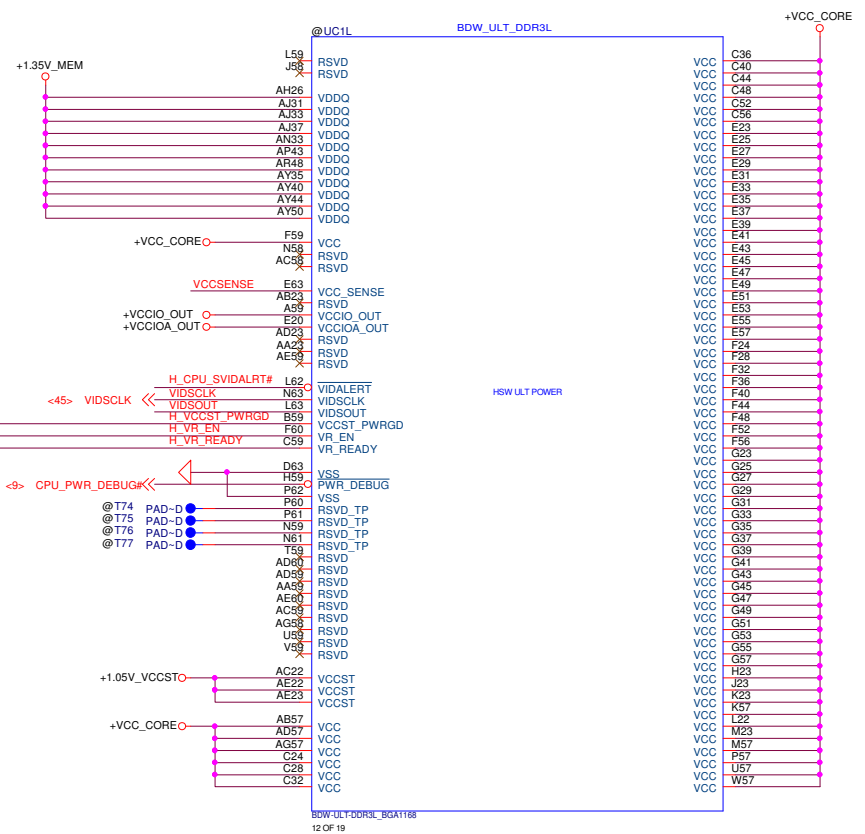 +VCC_CORE
@UC1L
BDW_ULT_DDR3L
+1.35V_MEM
L59 RSVD
J58 RSVD
AH26 VDDQ
AJ31 VDDQ
AJ33 VDDQ
AJ37 VDDQ
AN33 VDDQ
AP43 VDDQ
AR48 VDDQ
AY35 VDDQ
AY40 VDDQ
AY44 VDDQ
AY50 VDDQ
+VCC_CORE F59 VCC
N58 RSVD
AC58 RSVD
VCCSENSE E63 VCC_SENSE
AB23 RSVD
+VCCIO_OUT A59 VCCIO_OUT
+VCCIOA_OUT E20 VCCIOA_OUT
AD23 RSVD
AA23 RSVD
AE59 RSVD
H_CPU_SVIDALRT# L62 VIDALERT
<45> VIDSCLK VIDSCLK N63 VIDSCLK
VIDSOUT L63 VIDSOUT
H_VCCST_PWRGD B59 VCCST_PWRGD
H_VR_EN F60 VR_EN
H_VR_READY C59 VR_READY
D63 VSS
<9> CPU_PWR_DEBUG# H59 PWR_DEBUG
P62 VSS
@T74 PAD~D P60 RSVD_TP
@T75 PAD~D P61 RSVD_TP
@T76 PAD~D N59 RSVD_TP
@T77 PAD~D N61 RSVD_TP
T59 RSVD
AD60 RSVD
AD59 RSVD
AA59 RSVD
AE60 RSVD
AC59 RSVD
AG58 RSVD
U59 RSVD
V59 RSVD
+1.05V_VCCST AC22 VCCST
AE22 VCCST
AE23 VCCST
+VCC_CORE AB57 VCC
AD57 VCC
AG57 VCC
C24 VCC
C28 VCC
C32 VCC
HSW ULT POWER
VCC C36
VCC C40
VCC C44
VCC C48
VCC C52
VCC C56
VCC E23
VCC E25
VCC E27
VCC E29
VCC E31
VCC E33
VCC E35
VCC E37
VCC E39
VCC E41
VCC E43
VCC E45
VCC E47
VCC E49
VCC E51
VCC E53
VCC E55
VCC E57
VCC F24
VCC F28
VCC F32
VCC F36
VCC F40
VCC F44
VCC F48
VCC F52
VCC F56
VCC G23
VCC G25
VCC G27
VCC G29
VCC G31
VCC G33
VCC G35
VCC G37
VCC G39
VCC G41
VCC G43
VCC G45
VCC G47
VCC G49
VCC G51
VCC G53
VCC G55
VCC G57
VCC H23
VCC J23
VCC K23
VCC K57
VCC L22
VCC M23
VCC M57
VCC P57
VCC U57
VCC W57
BDW-ULT-DDR3L_BGA1168
12 OF 19